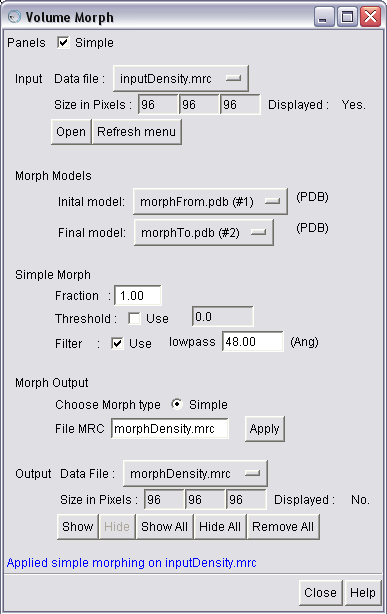 Volume Morph
Panels Simple
Input Data file : inputDensity.mrc
Size in Pixels : 96 96 96 Displayed : Yes.
Open Refresh menu
Morph Models
Inital model: morphFrom.pdb (#1) (PDB)
Final model: morphTo.pdb (#2) (PDB)
Simple Morph
Fraction : 1.00
Threshold : Use 0.0
Filter : Use lowpass 48.00 (Ang)
Morph Output
Choose Morph type Simple
File MRC morphDensity.mrc Apply
Output Data File : morphDensity.mrc
Size in Pixels : 96 96 96 Displayed : No.
Show Hide Show All Hide All Remove All
Applied simple morphing on inputDensity.mrc
Close Help